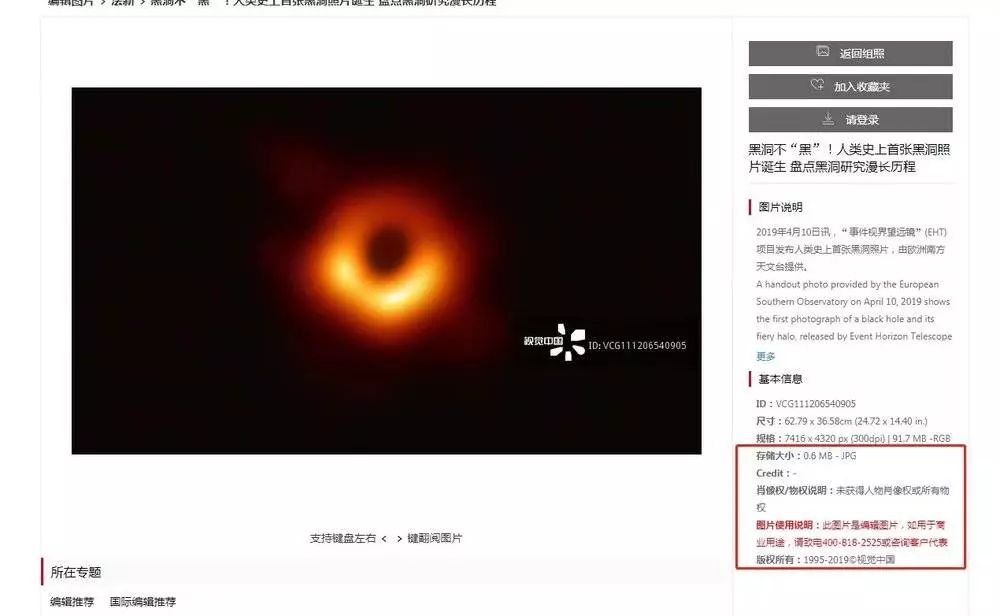 编辑图片 > 法新 > 黑洞不“黑”！人类史上首张黑洞照片诞生 盘点黑洞研究漫长历程
返回组照
加入收藏夹
请登录
黑洞不“黑”！人类史上首张黑洞照
片诞生 盘点黑洞研究漫长历程
图片说明
2019年4月10日讯，“事件视界望远镜”(EHT)
项目发布人类史上首张黑洞照片，由欧洲南方
天文台提供。
A handout photo provided by the European
Southern Observatory on April 10, 2019 shows
the first photograph of a black hole and its
fiery halo, released by Event Horizon Telescope
更多
视觉中国 ID: VCG111206540905
基本信息
ID：VCG111206540905
尺寸：62.79 x 36.58cm (24.72 x 14.40 in.)
规格：7416 x 4320 px (300dpi) | 91.7 MB -RGB
存储大小：0.6 MB - JPG
Credit：-
肖像权/物权说明：未获得人物肖像权或所有物
权
图片使用说明：此图片是编辑图片，如用于商
业用途，请致电400-818-2525或咨询客户代表
版权所有：1995-2019©视觉中国
支持键盘左右 < > 键翻阅图片
所在专题
编辑推荐 国际编辑推荐